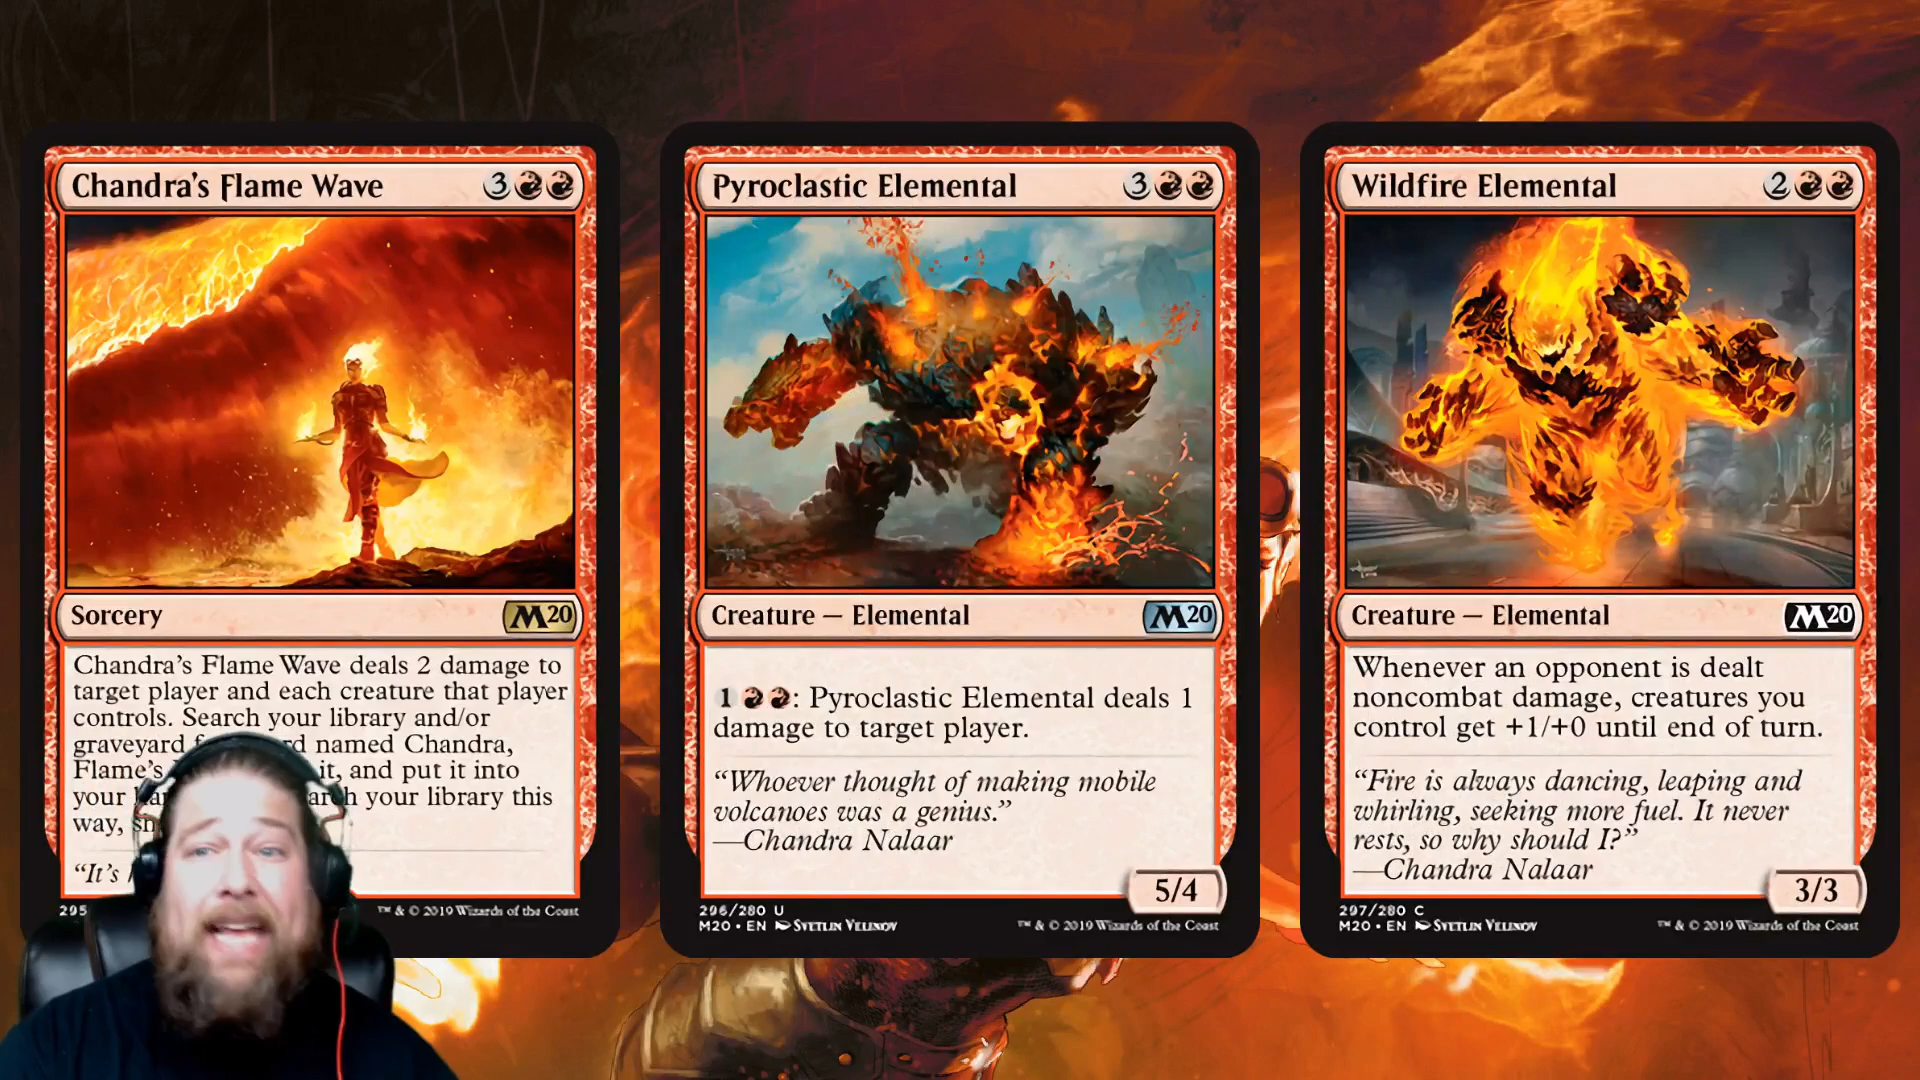 Chandra's Flame Wave 3
Sorcery M20
Chandra's Flame Wave deals 2 damage to
target player and each creature that player
controls. Search your library and/or
graveyard named Chandra,
Flame's it, and put it into
your your library this
way,
"It's
295 ™ & © 2019 Wizards of the Coast
Pyroclastic Elemental 3
Creature — Elemental M20
1: Pyroclastic Elemental deals 1
damage to target player.
"Whoever thought of making mobile
volcanoes was a genius."
—Chandra Nalaar
5/4
296/280 U
M20 • EN Svetlin Velinov ™ & © 2019 Wizards of the Coast
Wildfire Elemental 2
Creature — Elemental M20
Whenever an opponent is dealt
noncombat damage, creatures you
control get +1/+0 until end of turn.
"Fire is always dancing, leaping and
whirling, seeking more fuel. It never
rests, so why should I?"
—Chandra Nalaar
3/3
297/280 C
M20 • EN Svetlin Velinov ™ & © 2019 Wizards of the Coast